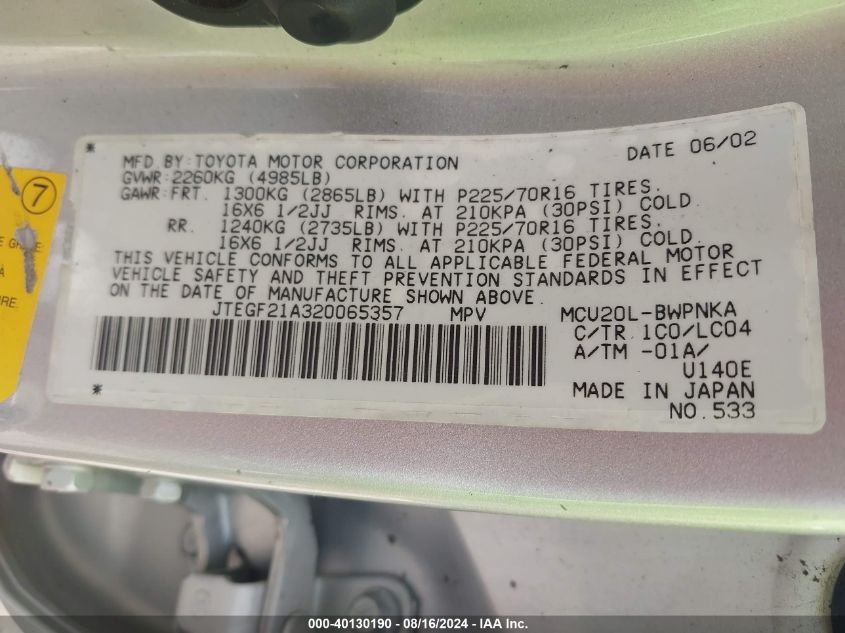 * MFD BY:TOYOTA MOTOR CORPORATION DATE 06/02
GVWR:2260KG (4985LB)
GAWR:FRT. 1300KG (2865LB) WITH P225/70R16 TIRES.
16X6 1/2JJ RIMS. AT 210KPA (30PSI) COLD.
RR. 1240KG (2735LB) WITH P225/70R16 TIRES.
16X6 1/2JJ RIMS. AT 210KPA (30PSI) COLD.
THIS VEHICLE CONFORMS TO ALL APPLICABLE FEDERAL MOTOR
VEHICLE SAFETY AND THEFT PREVENTION STANDARDS IN EFFECT
ON THE DATE OF MANUFACTURE SHOWN ABOVE.
JTEGF21A320065357 MPV MCU20L-BWPNKA
C/TR 1C0/LC04
A/TM -01A/
U140E
* MADE IN JAPAN
NO.533
7
000-40130190 - 08/16/2024 - IAA Inc.